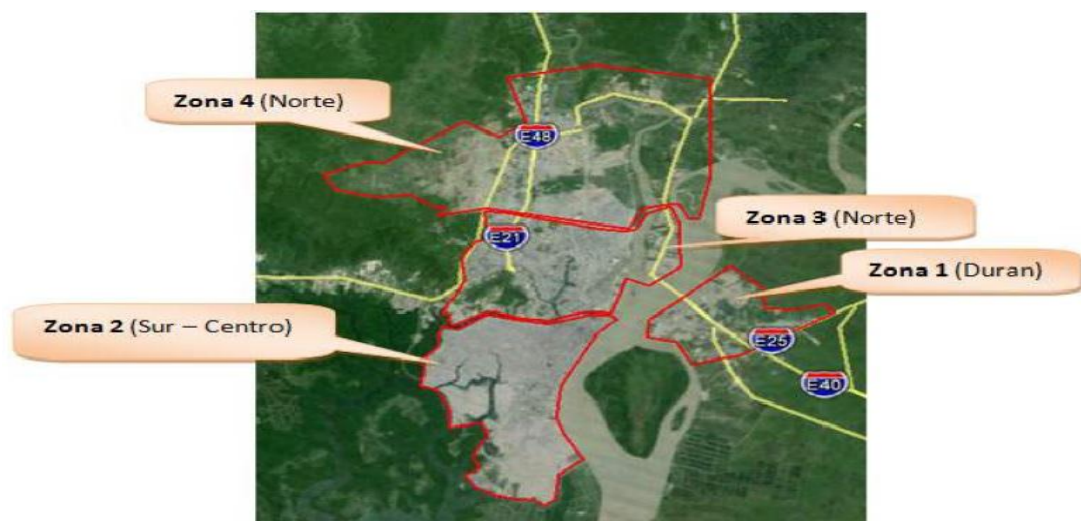 Zona 4 (Norte)
E48
Zona 3 (Norte)
E21
Zona 1 (Duran)
Zona 2 (Sur – Centro)
E25
E40